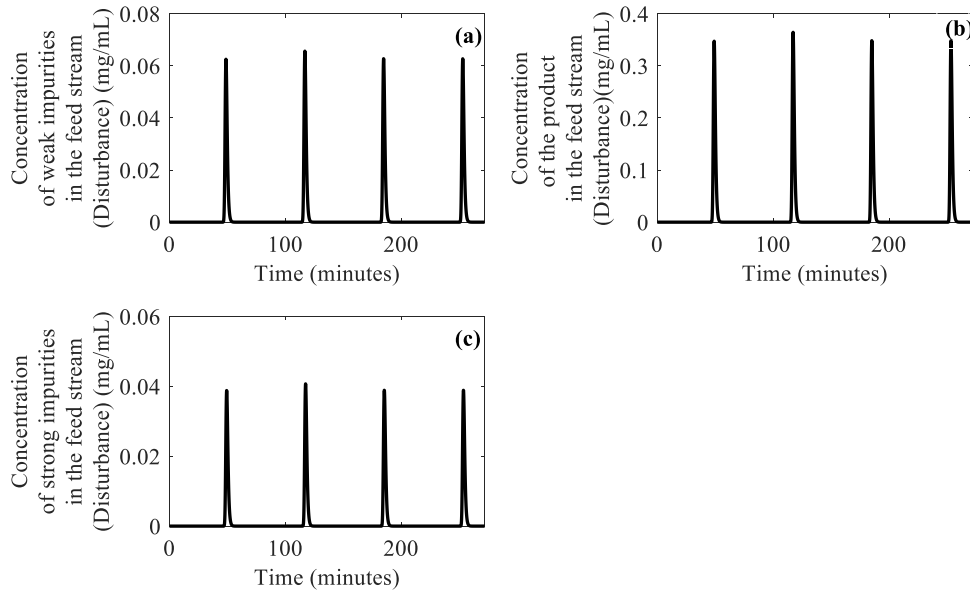 (a)
Concentration
of weak impurities
in the feed stream
(Disturbance) (mg/mL)
0.08
0.06
0.04
0.02
0
0 100 200
Time (minutes)
(b)
Concentration
of the product
in the feed stream
(Disturbance)(mg/mL)
0.4
0.3
0.2
0.1
0
0 100 200
Time (minutes)
(c)
Concentration
of strong impurities
in the feed stream
(Disturbance) (mg/mL)
0.06
0.04
0.02
0
0 100 200
Time (minutes)